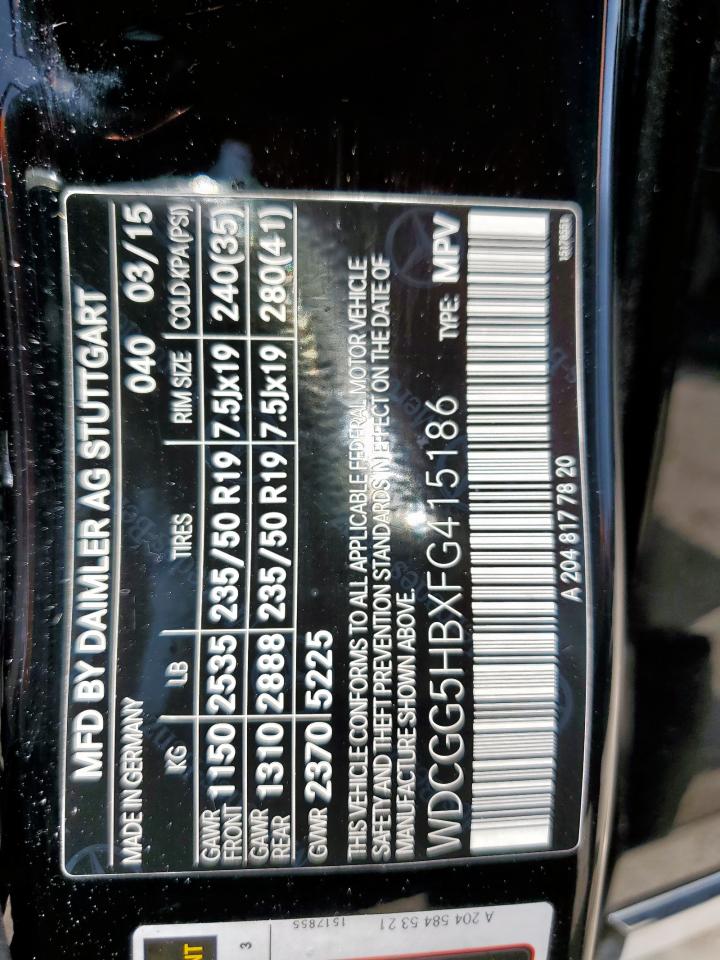 MFD BY DAIMLER AG STUTTGART
MADE IN GERMANY 040 03/15
KG LB TIRES RIM SIZE COLD KPA(PSI)
GAWR FRONT 1150 2535 235/50 R19 7.5Jx19 240(35)
GAWR REAR 1310 2888 235/50 R19 7.5Jx19 280(41)
GWR 2370 5225
THIS VEHICLE CONFORMS TO ALL APPLICABLE FEDERAL MOTOR VEHICLE
SAFETY AND THEFT PREVENTION STANDARDS IN EFFECT ON THE DATE OF
MANUFACTURE SHOWN ABOVE.
WDCGG5HBXFG415186 TYPE: MPV
A 204 817 78 20
A 204 584 53 21
1517855
3